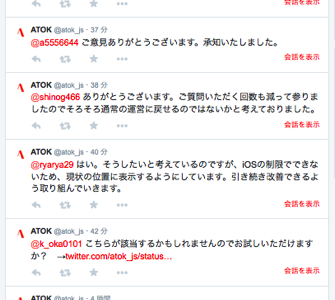 会話を表示
ATOK @atok_js · 37 分
@a5556644 ご意見ありがとうございます。承知いたしました。
会話を表示
ATOK @atok_js · 38 分
@shinog466 ありがとうございます。ご質問いただく回数も減って参りま
したのでそろそろ通常の運営に戻せるのではないかと考えておりました。
会話を表示
ATOK @atok_js · 40 分
@ryarya29 はい。そうしたいと考えているのですが、iOSの制限でできな
いため、現状の位置に表示するようにしています。引き続き改善できるよ
う取り組んでいきます。
会話を表示
ATOK @atok_js · 42 分
@k_oka0101 こちらが該当するかもしれませんのでお試しいただけます
か？ →twitter.com/atok_js/status…
会話を表示
ATOK @atok_js · 4 時間